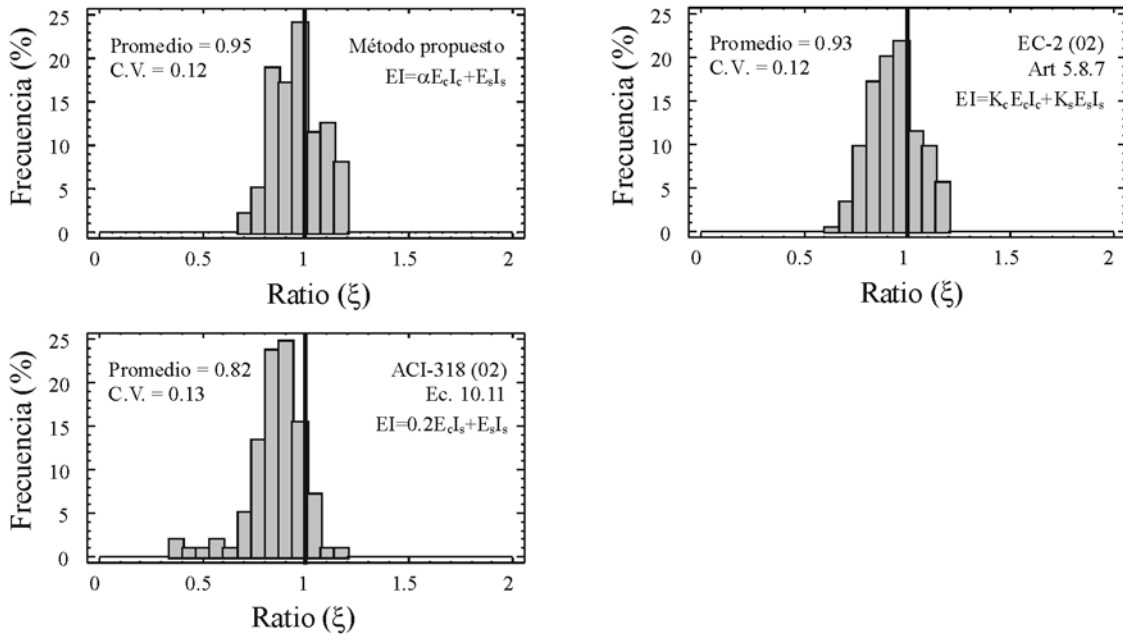 25
20
15
10
5
0
Frecuencia (%)
Promedio = 0.95
C.V. = 0.12
Método propuesto
EI=αEcIc+EsIs
0 0.5 1 1.5 2
Ratio (ξ)
25
20
15
10
5
0
Frecuencia (%)
Promedio = 0.93
C.V. = 0.12
EC-2 (02)
Art 5.8.7
EI=KcEcIc+KsEsIs
0 0.5 1 1.5 2
Ratio (ξ)
25
20
15
10
5
0
Frecuencia (%)
Promedio = 0.82
C.V. = 0.13
ACI-318 (02)
Ec. 10.11
EI=0.2EcIs+EsIs
0 0.5 1 1.5 2
Ratio (ξ)